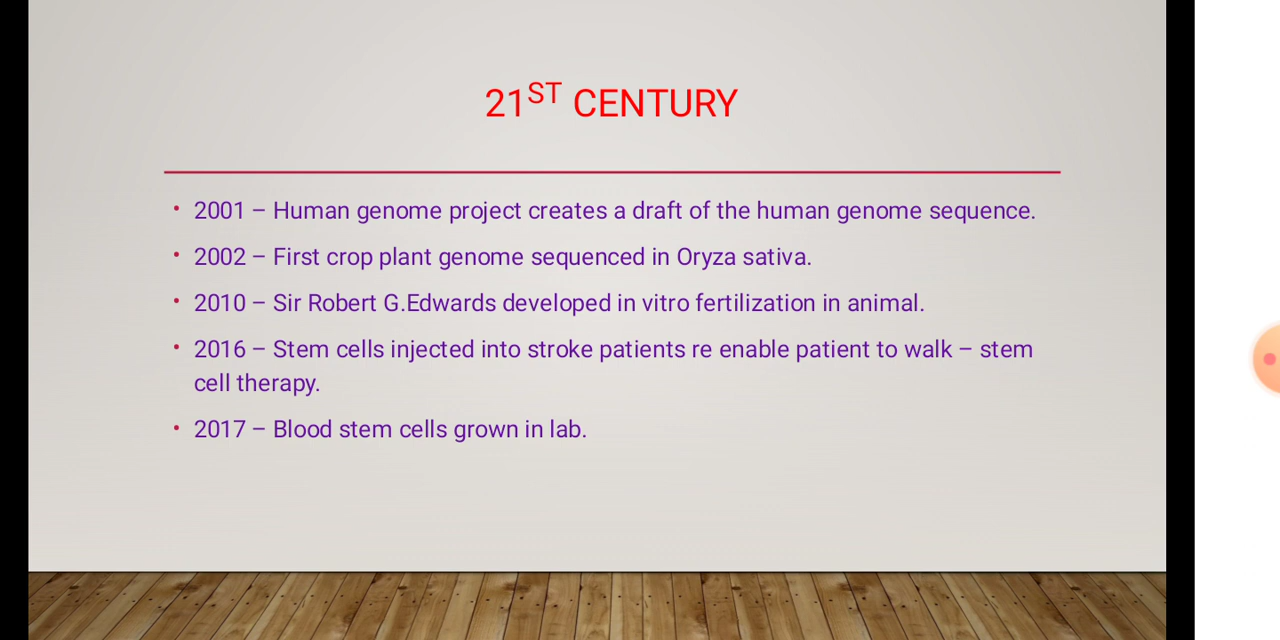 21ST CENTURY
• 2001 – Human genome project creates a draft of the human genome sequence.
• 2002 – First crop plant genome sequenced in Oryza sativa.
• 2010 – Sir Robert G.Edwards developed in vitro fertilization in animal.
• 2016 – Stem cells injected into stroke patients re enable patient to walk – stem
cell therapy.
• 2017 – Blood stem cells grown in lab.